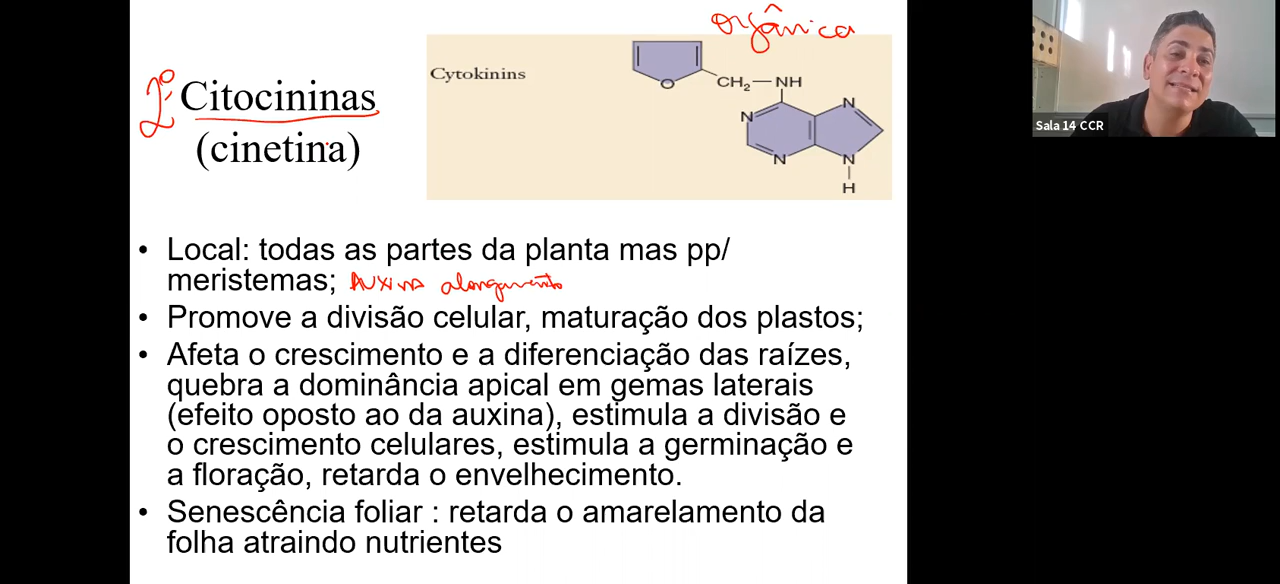 orgânica
Cytokinins
CH2
NH
N
N
N
N
H
O
2º Citocininas
(cinetina)
Sala 14 CCR
• Local: todas as partes da planta mas pp/
meristemas; Auxina alongamento
• Promove a divisão celular, maturação dos plastos;
• Afeta o crescimento e a diferenciação das raízes,
quebra a dominância apical em gemas laterais
(efeito oposto ao da auxina), estimula a divisão e
o crescimento celulares, estimula a germinação e
a floração, retarda o envelhecimento.
• Senescência foliar : retarda o amarelamento da
folha atraindo nutrientes